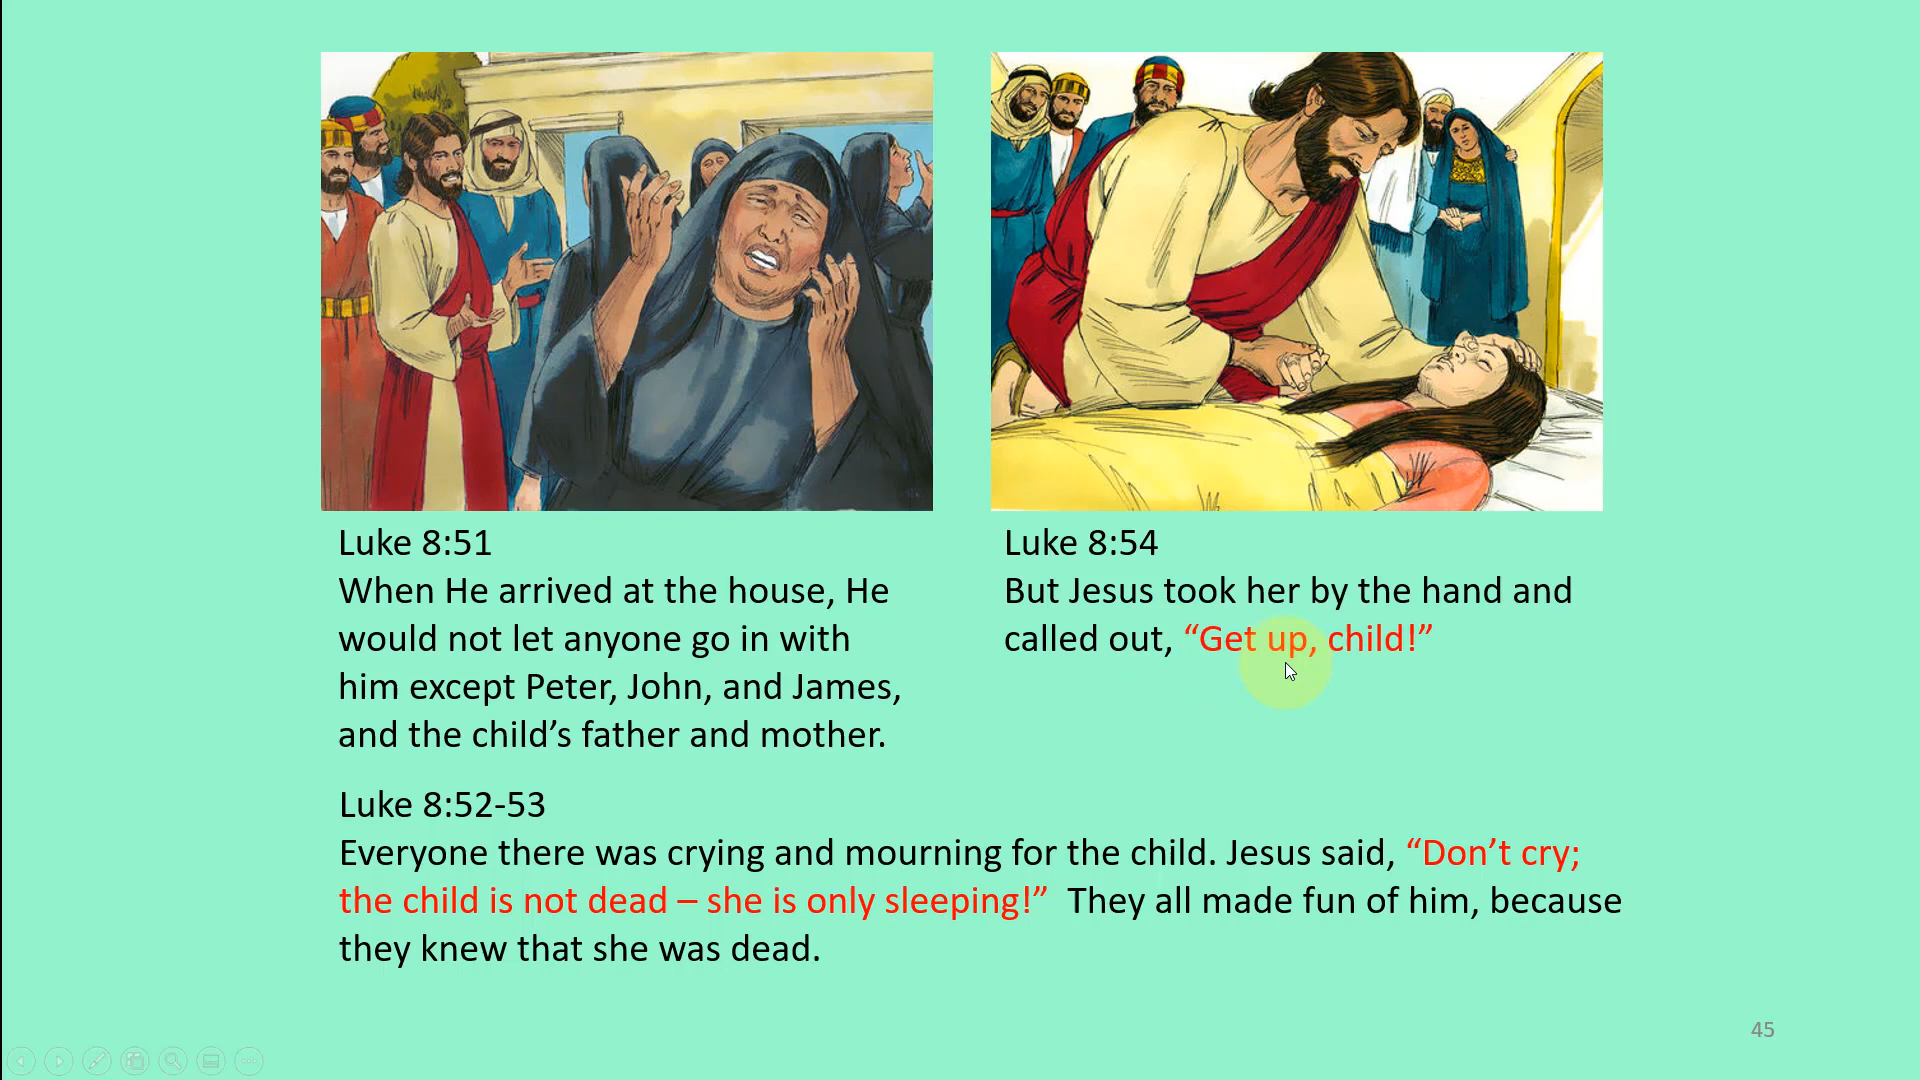 Luke 8:51
When He arrived at the house, He
would not let anyone go in with
him except Peter, John, and James,
and the child’s father and mother.
Luke 8:54
But Jesus took her by the hand and
called out, “Get up, child!”
Luke 8:52-53
Everyone there was crying and mourning for the child. Jesus said, “Don’t cry;
the child is not dead – she is only sleeping!”  They all made fun of him, because
they knew that she was dead.
45